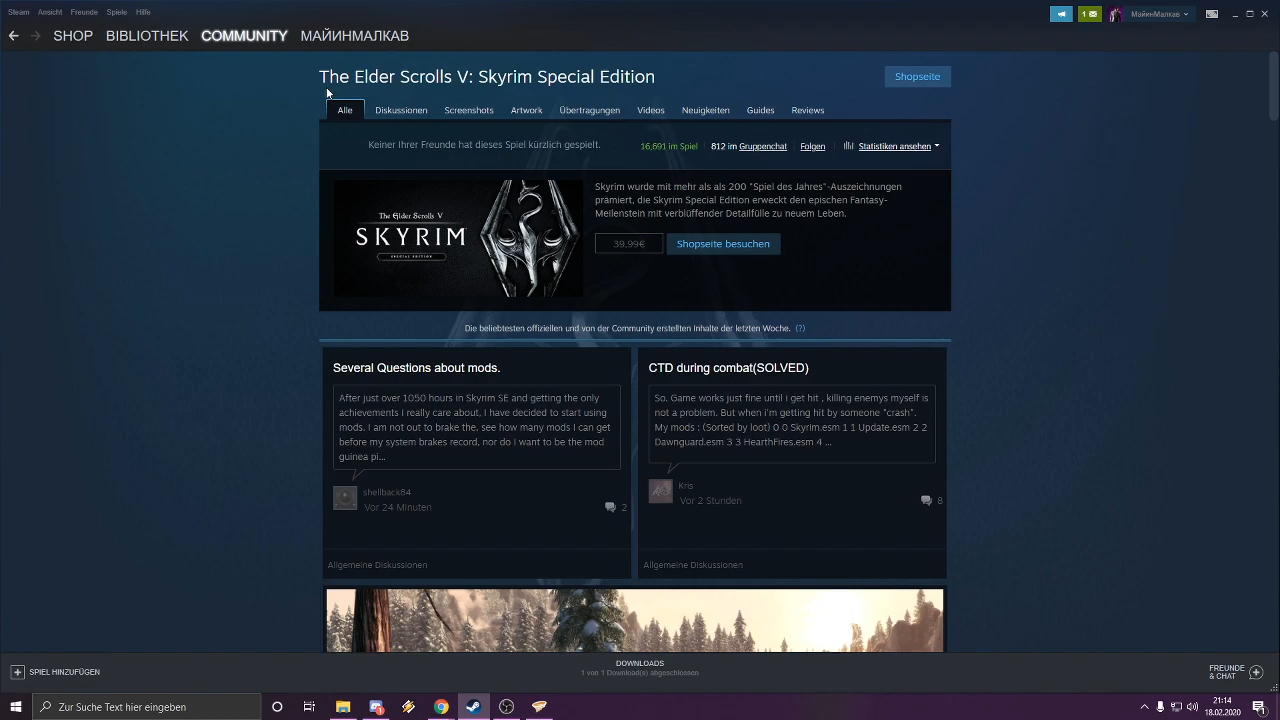 Steam Ansicht Freunde Spiele Hilfe
1 МайинМалкав
SHOP BIBLIOTHEK COMMUNITY МАЙИНМАЛКАВ
The Elder Scrolls V: Skyrim Special Edition
Shopseite
Alle Diskussionen Screenshots Artwork Übertragungen Videos Neuigkeiten Guides Reviews
Keiner Ihrer Freunde hat dieses Spiel kürzlich gespielt.
16,691 im Spiel 812 im Gruppenchat Folgen Statistiken ansehen
The Elder Scrolls V
SKYRIM
SPECIAL EDITION
Skyrim wurde mit mehr als als 200 "Spiel des Jahres"-Auszeichnungen
prämiert, die Skyrim Special Edition erweckt den epischen Fantasy-
Meilenstein mit verblüffender Detailfülle zu neuem Leben.
39,99€ Shopseite besuchen
Die beliebtesten offiziellen und von der Community erstellten Inhalte der letzten Woche. (?)
Several Questions about mods.
After just over 1050 hours in Skyrim SE and getting the only
achievements I really care about, I have decided to start using
mods. I am not out to brake the, see how many mods I can get
before my system brakes record, nor do I want to be the mod
guinea pi...
shellback84
Vor 24 Minuten
2
Allgemeine Diskussionen
CTD during combat(SOLVED)
So. Game works just fine until i get hit , killing enemys myself is
not a problem. But when i'm getting hit by someone "crash".
My mods : (Sorted by loot) 0 0 Skyrim.esm 1 1 Update.esm 2 2
Dawnguard.esm 3 3 HearthFires.esm 4 ...
Kris
Vor 2 Stunden
8
Allgemeine Diskussionen
SPIEL HINZUFÜGEN
DOWNLOADS
1 von 1 Download(s) abgeschlossen
FREUNDE
& CHAT
Zur Suche Text hier eingeben
21:14
18.02.2020